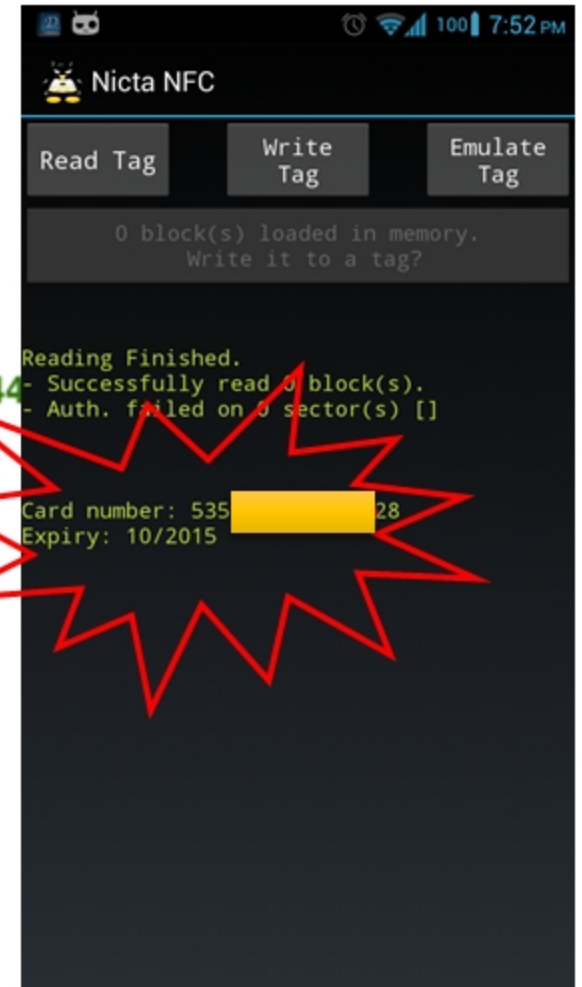 100 7:52 PM
Nicta NFC
Read Tag
Write
Tag
Emulate
Tag
0 block(s) loaded in memory.
Write it to a tag?
Reading Finished.
- Successfully read 0 block(s).
- Auth. failed on 0 sector(s) []
Card number: 535 28
Expiry: 10/2015